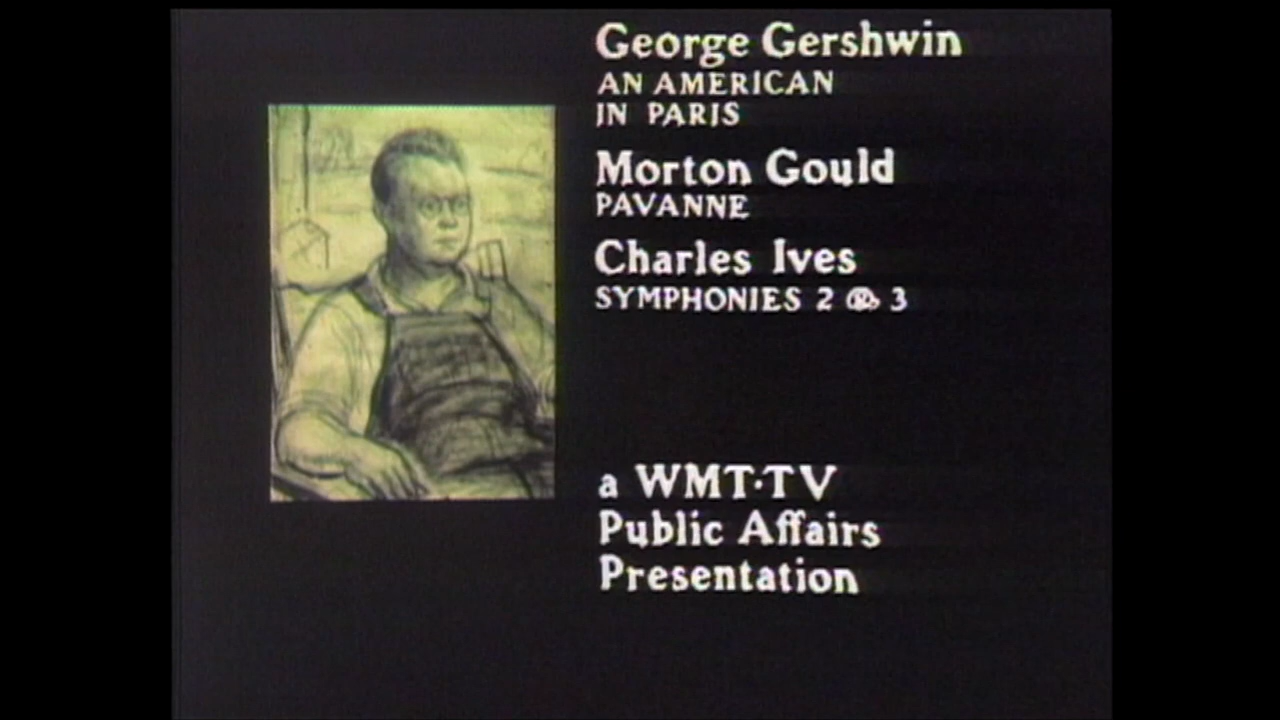 George Gershwin
AN AMERICAN
IN PARIS
Morton Gould
PAVANNE
Charles Ives
SYMPHONIES 2 & 3
a WMT·TV
Public Affairs
Presentation